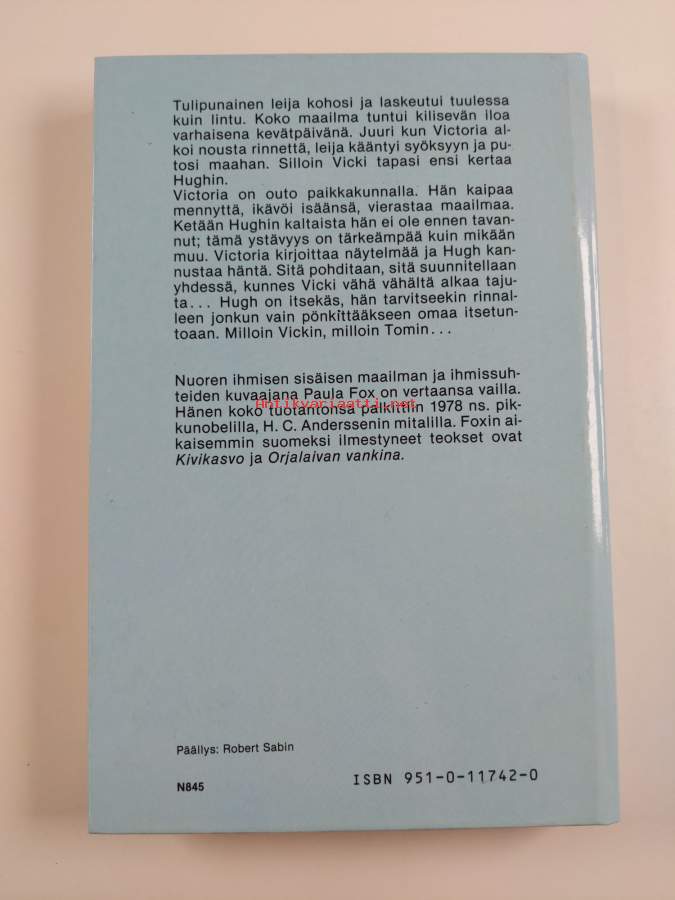 Tulipunainen leija kohosi ja laskeutui tuulessa
kuin lintu. Koko maailma tuntui kilisevän iloa
varhaisena kevätpäivänä. Juuri kun Victoria al-
koi nousta rinnettä, leija kääntyi syöksyyn ja pu-
tosi maahan. Silloin Vicki tapasi ensi kertaa
Hughin.
Victoria on outo paikkakunnalla. Hän kaipaa
mennyttä, ikävöi isäänsä, vierastaa maailmaa.
Ketään Hughin kaltaista hän ei ole ennen tavan-
nut; tämä ystävyys on tärkeämpää kuin mikään
muu. Victoria kirjoittaa näytelmää ja Hugh kan-
nustaa häntä. Sitä pohditaan, sitä suunnitellaan
yhdessä, kunnes Vicki vähä vähältä alkaa taju-
ta... Hugh on itsekäs, hän tarvitseekin rinnal-
leen jonkun vain pönkittääkseen omaa itsetun-
toaan. Milloin Vickin, milloin Tomin...
Nuoren ihmisen sisäisen maailman ja ihmissuh-
teiden kuvaajana Paula Fox on vertaansa vailla.
Antikvariaatti.net
Hänen koko tuotantonsa palkittiin 1978 ns. pik-
kunobelilla, H. C. Anderssenin mitalilla. Foxin ai-
kaisemmin suomeksi ilmestyneet teokset ovat
Kivikasvo ja Orjalaivan vankina.
Päällys: Robert Sabin
N845
ISBN 951-0-11742-0